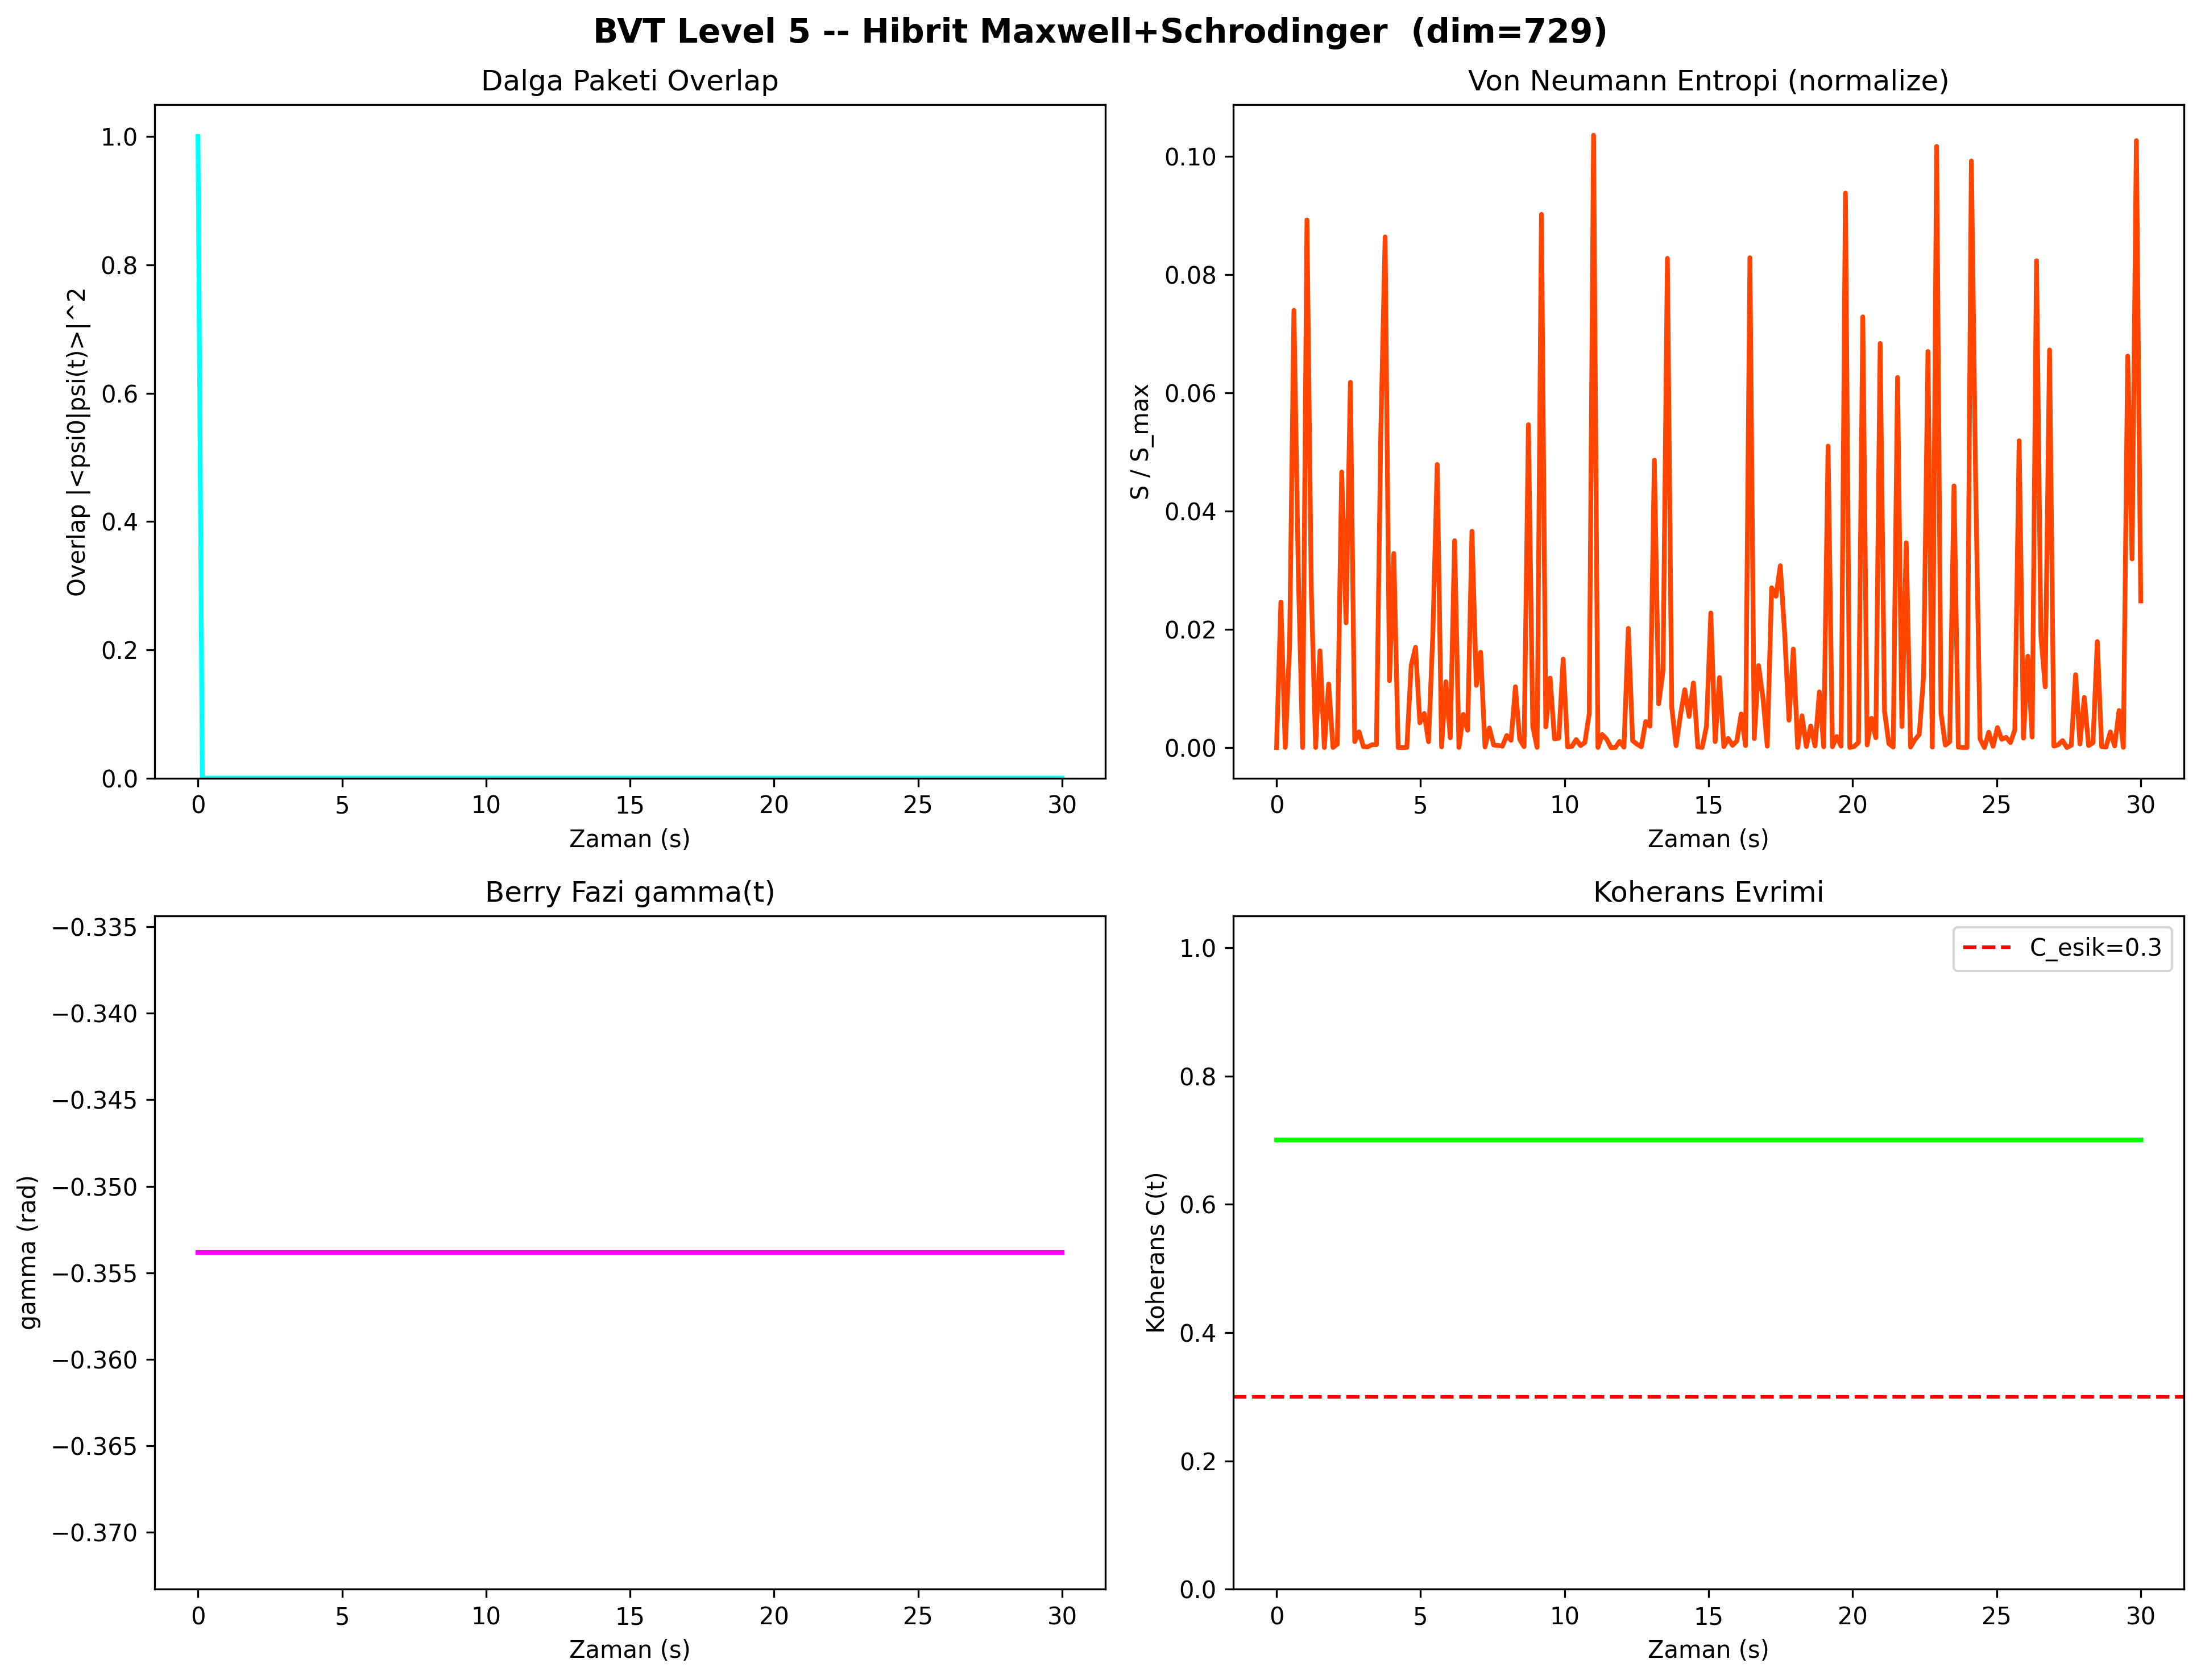 BVT Level 5 -- Hibrit Maxwell+Schrodinger (dim=729)
Dalga Paketi Overlap
Overlap |<psi0|psi(t)>|^2
1.0
0.8
0.6
0.4
0.2
0.0
0 5 10 15 20 25 30
Zaman (s)
Von Neumann Entropi (normalize)
S / S_max
0.10
0.08
0.06
0.04
0.02
0.00
0 5 10 15 20 25 30
Zaman (s)
Berry Fazi gamma(t)
gamma (rad)
−0.335
−0.340
−0.345
−0.350
−0.355
−0.360
−0.365
−0.370
0 5 10 15 20 25 30
Zaman (s)
Koherans Evrimi
Koherans C(t)
1.0
0.8
0.6
0.4
0.2
0.0
C_esik=0.3
0 5 10 15 20 25 30
Zaman (s)